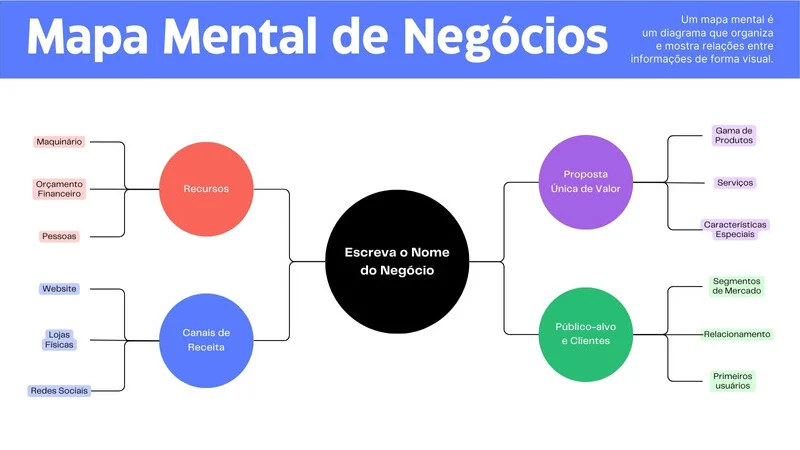 Mapa Mental de Negócios
Um mapa mental é
um diagrama que organiza
e mostra relações entre
informações de forma visual.
Maquinário
Orçamento
Financeiro
Pessoas
Recursos
Website
Lojas
Físicas
Redes Sociais
Canais de
Receita
Escreva o Nome
do Negócio
Proposta
Única de Valor
Gama de
Produtos
Serviços
Características
Especiais
Público-alvo
e Clientes
Segmentos
de Mercado
Relacionamento
Primeiros
usuários